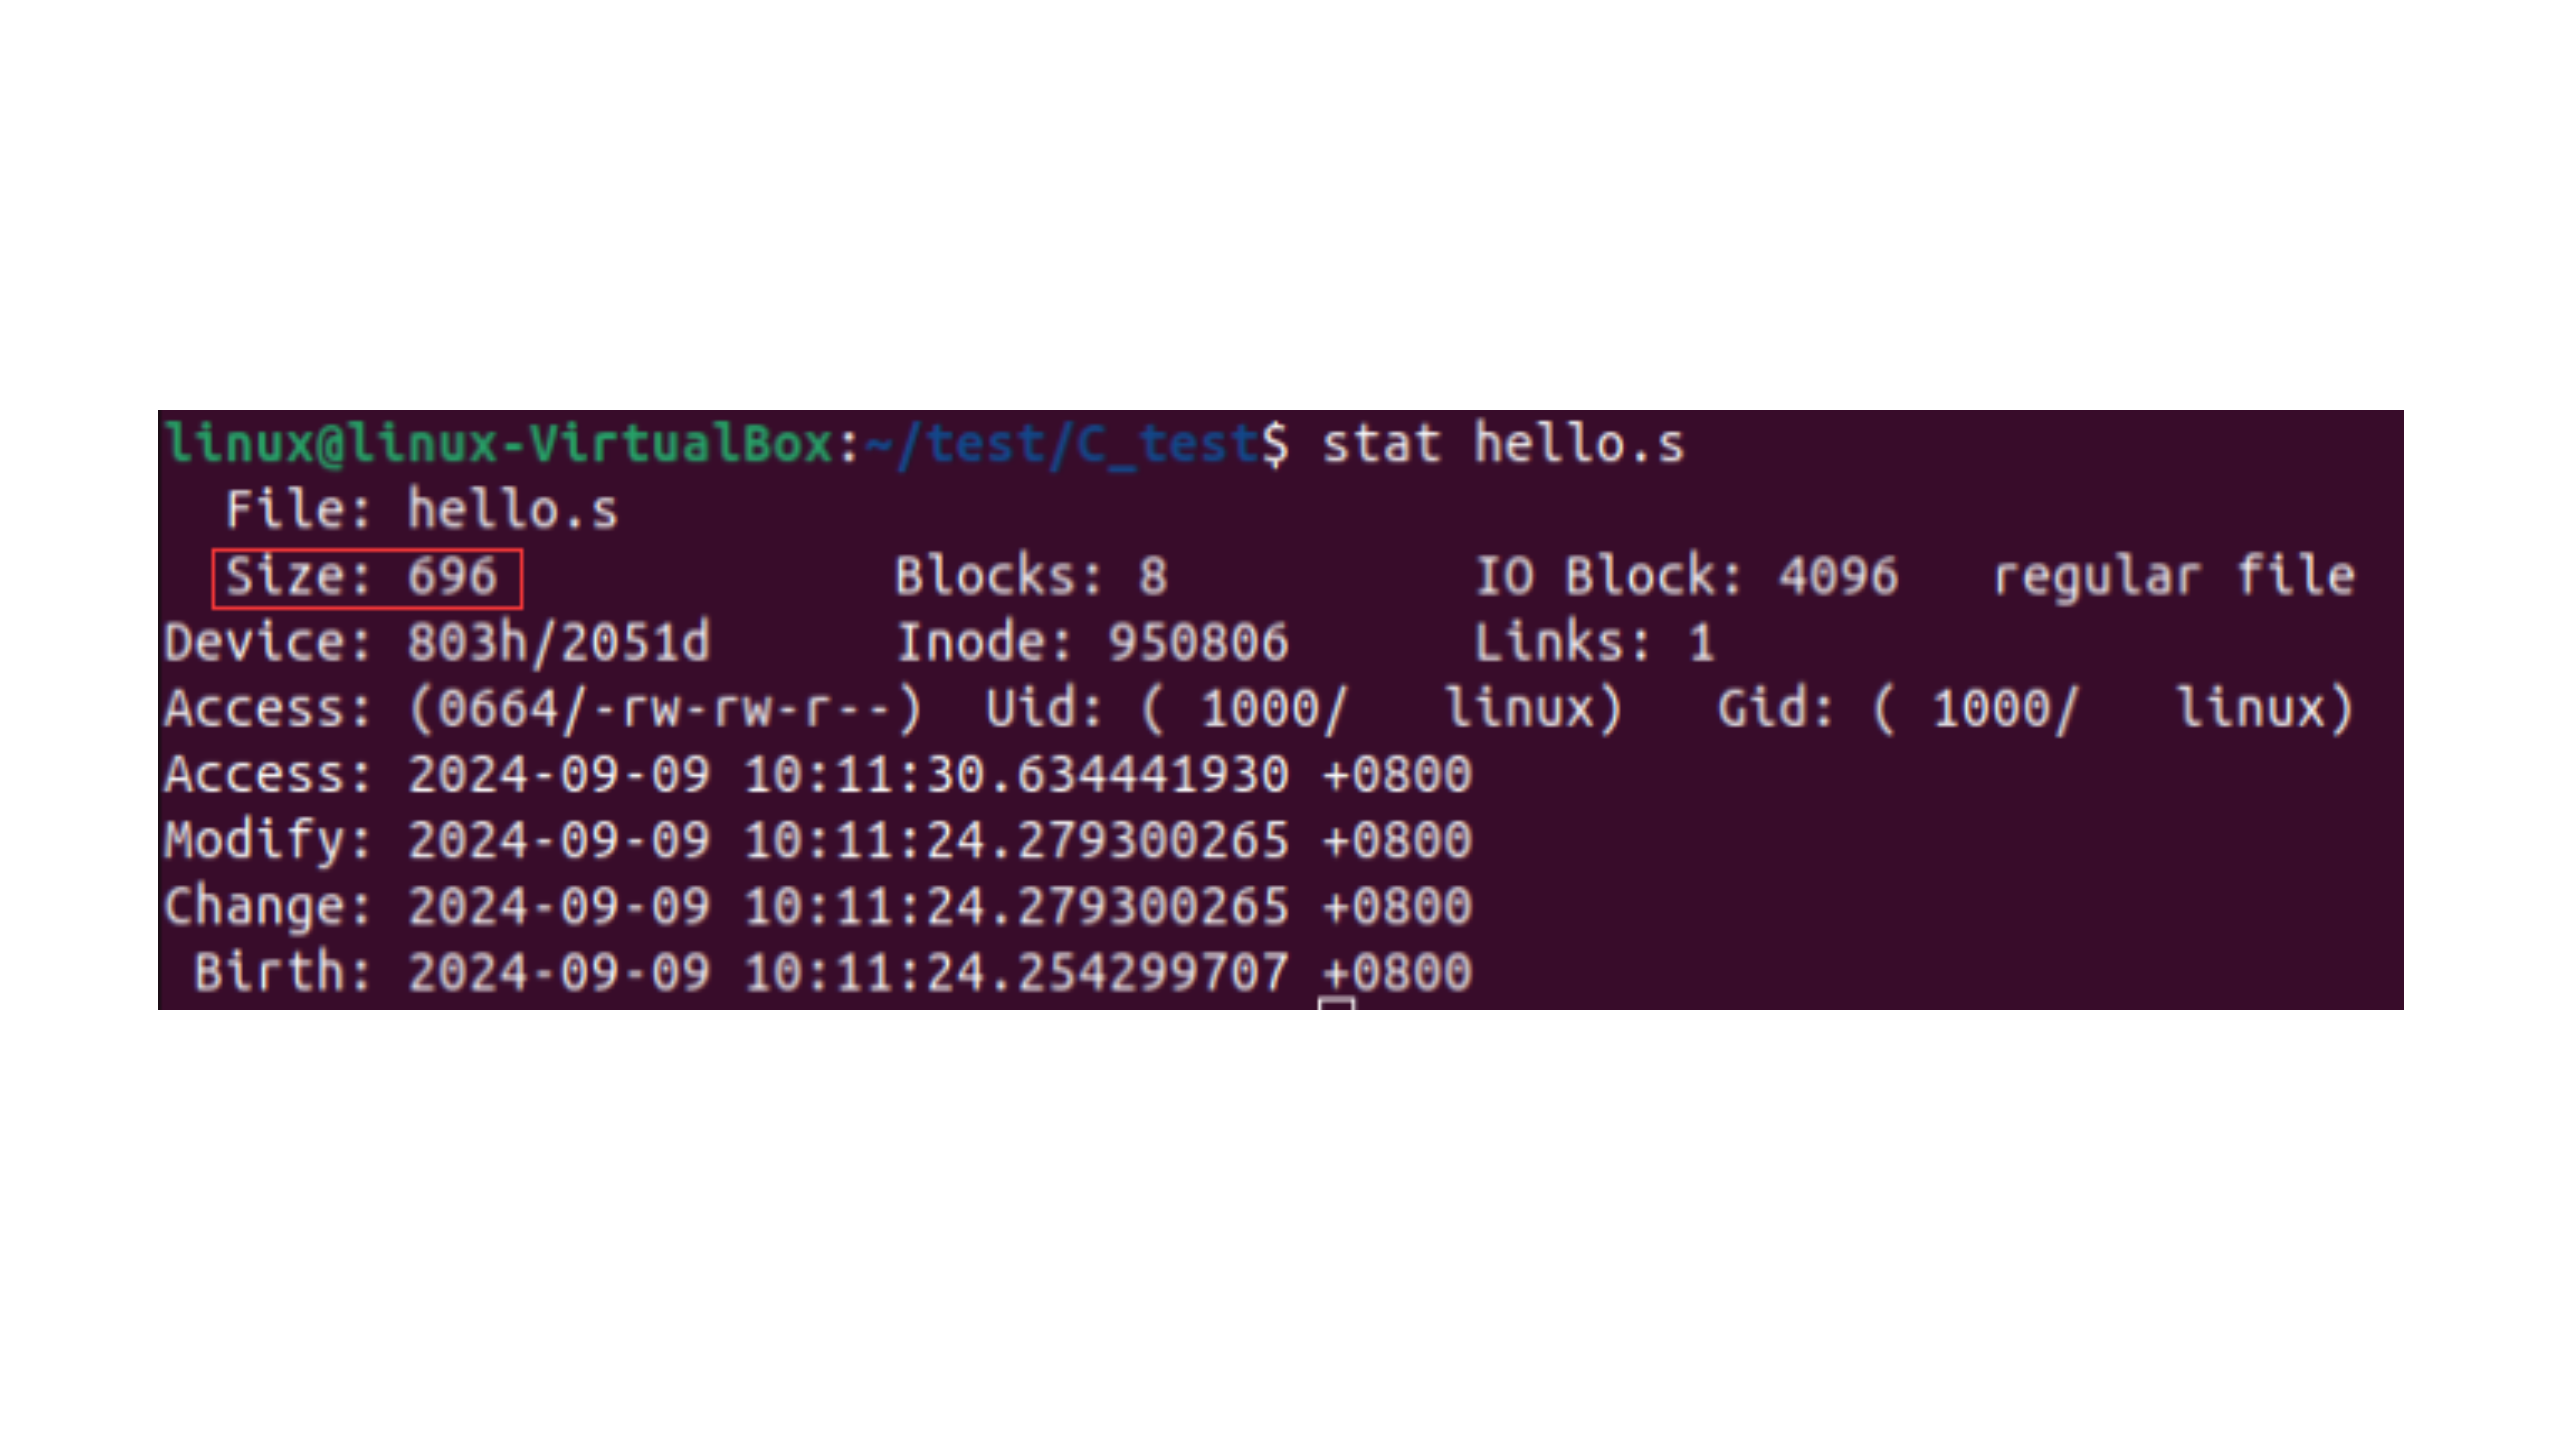 linux@linux-VirtualBox:~/test/C_test$ stat hello.s
  File: hello.s
  Size: 696             Blocks: 8          IO Block: 4096   regular file
Device: 803h/2051d      Inode: 950806      Links: 1
Access: (0664/-rw-rw-r--)  Uid: ( 1000/   linux)   Gid: ( 1000/   linux)
Access: 2024-09-09 10:11:30.634441930 +0800
Modify: 2024-09-09 10:11:24.279300265 +0800
Change: 2024-09-09 10:11:24.279300265 +0800
 Birth: 2024-09-09 10:11:24.254299707 +0800